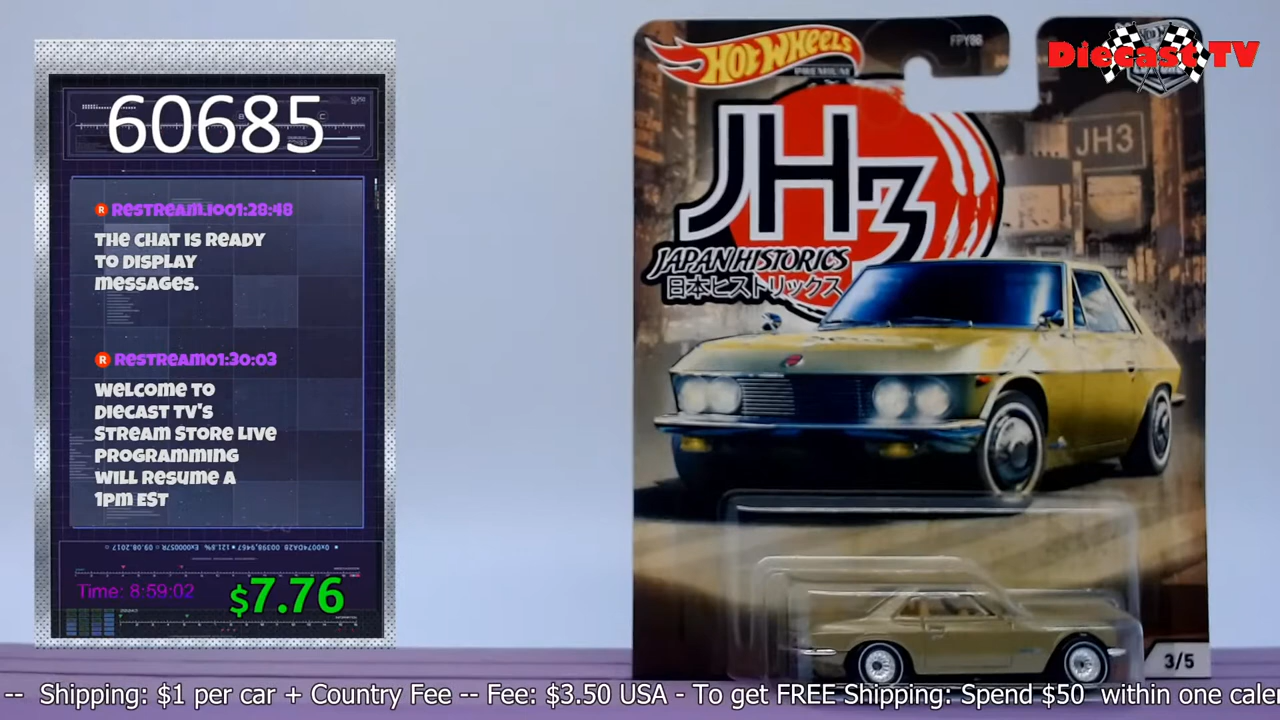 60685
Restream.io01:28:48
THE CHAT IS READY
TO DISPLAY
MESSAGES.
Restream01:30:03
WELCOME TO
DIECAST TV'S
STREAM STORE LIVE
PROGRAMMING
WILL RESUME A
1PM EST
Time: 8:59:02
$7.76
HOT WHEELS
PREMIUM
FPY86
Diecast TV
JH3
JH3
JAPAN HISTORICS
日本ヒストリックス
3/5
-- Shipping: $1 per car + Country Fee -- Fee: $3.50 USA - To get FREE Shipping: Spend $50 within one cale